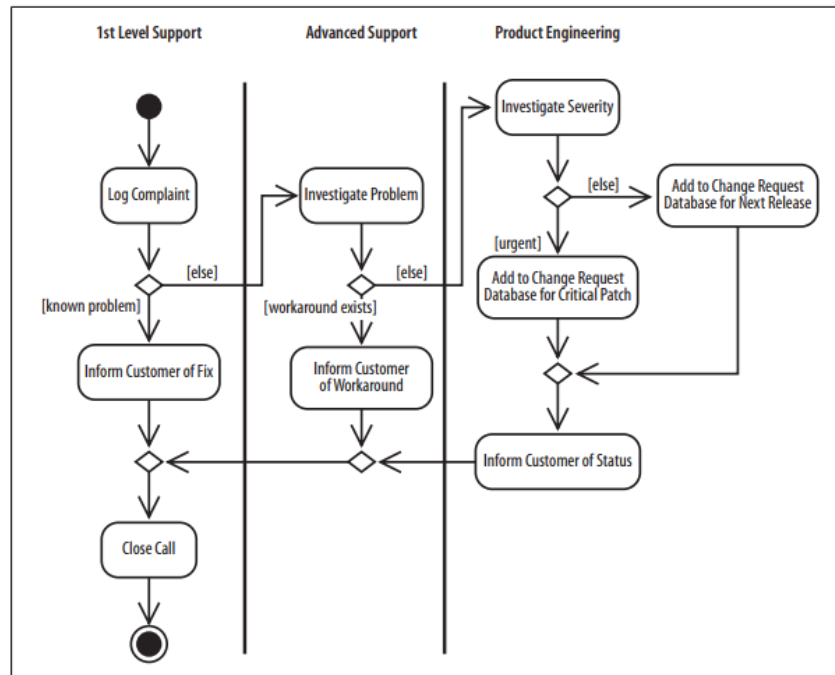 1st Level Support
Advanced Support
Product Engineering
Investigate Severity
Log Complaint
Investigate Problem
[else]
Add to Change Request
Database for Next Release
[urgent]
[else]
[else]
Add to Change Request
Database for Critical Patch
[known problem]
[workaround exists]
Inform Customer of Fix
Inform Customer
of Workaround
Inform Customer of Status
Close Call